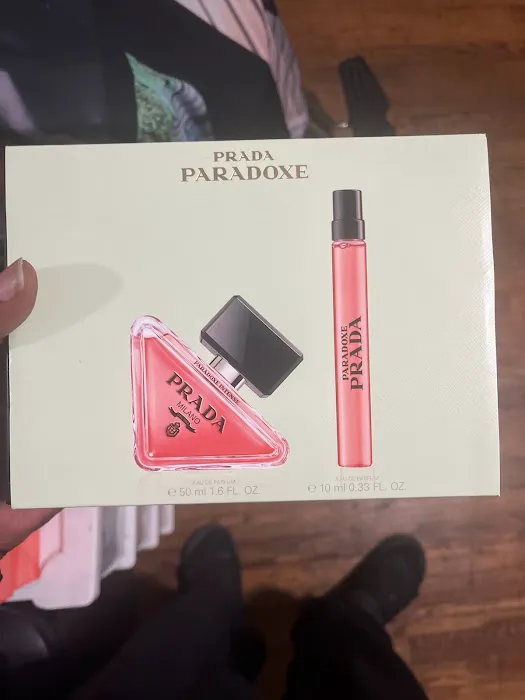 PRADA
PARADOXE
PARADOXE INTENSE
PRADA
MILANO
PARADOXE
PRADA
EAU DE PARFUM
℮ 50 ml 1.6 FL. OZ.
EAU DE PARFUM
℮ 10 ml 0.33 FL. OZ.